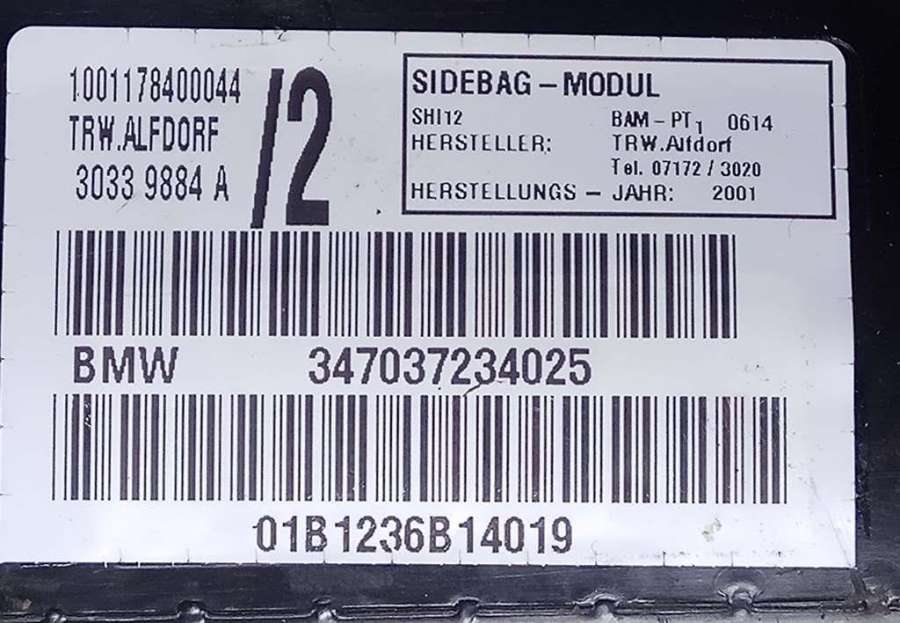 1001178400044
TRW.ALFDORF
3033 9884 A
/2
SIDEBAG – MODUL
SHI12 BAM – PT1 0614
HERSTELLER: TRW.Alfdorf
Tel. 07172 / 3020
HERSTELLUNGS – JAHR: 2001
BMW 347037234025
01B1236B14019